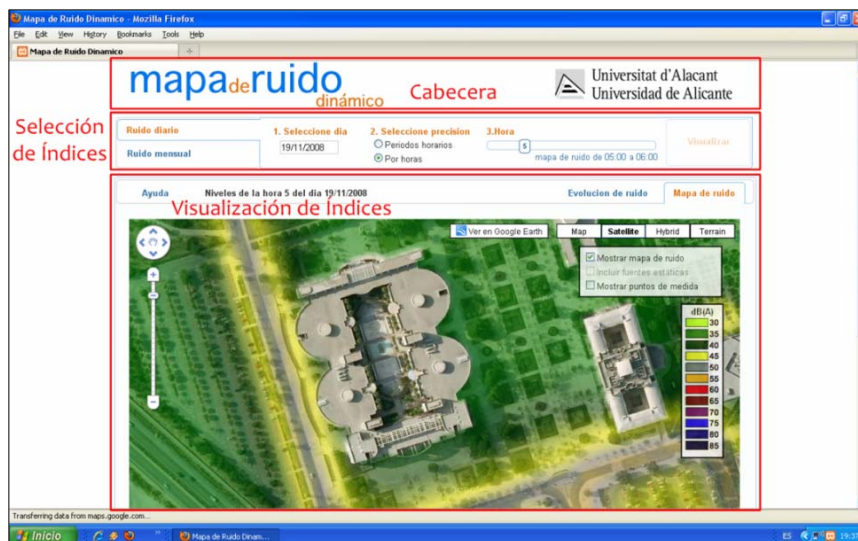 Mapa de Ruido Dinamico - Mozilla Firefox
File Edit View History Bookmarks Tools Help
Mapa de Ruido Dinamico
mapa de ruido
dinámico
Cabecera
Universitat d'Alacant
Universidad de Alicante
Selección
de Índices
Ruido diario
Ruido mensual
1. Seleccione dia
19/11/2008
2. Seleccione precision
Periodos horarios
Por horas
3.Hora
5
mapa de ruido de 05:00 a 06:00
Visualizar
Ayuda
Niveles de la hora 5 del dia 19/11/2008
Evolucion de ruido
Mapa de ruido
Visualización de Índices
Ver en Google Earth
Map Satellite Hybrid Terrain
Mostrar mapa de ruido
Incluir fuentes estáticas
Mostrar puntos de medida
dB(A)
30
35
40
45
50
55
60
65
70
75
80
85
Transferring data from maps.google.com...
Inicio
Mapa de Ruido Dinam...
ES